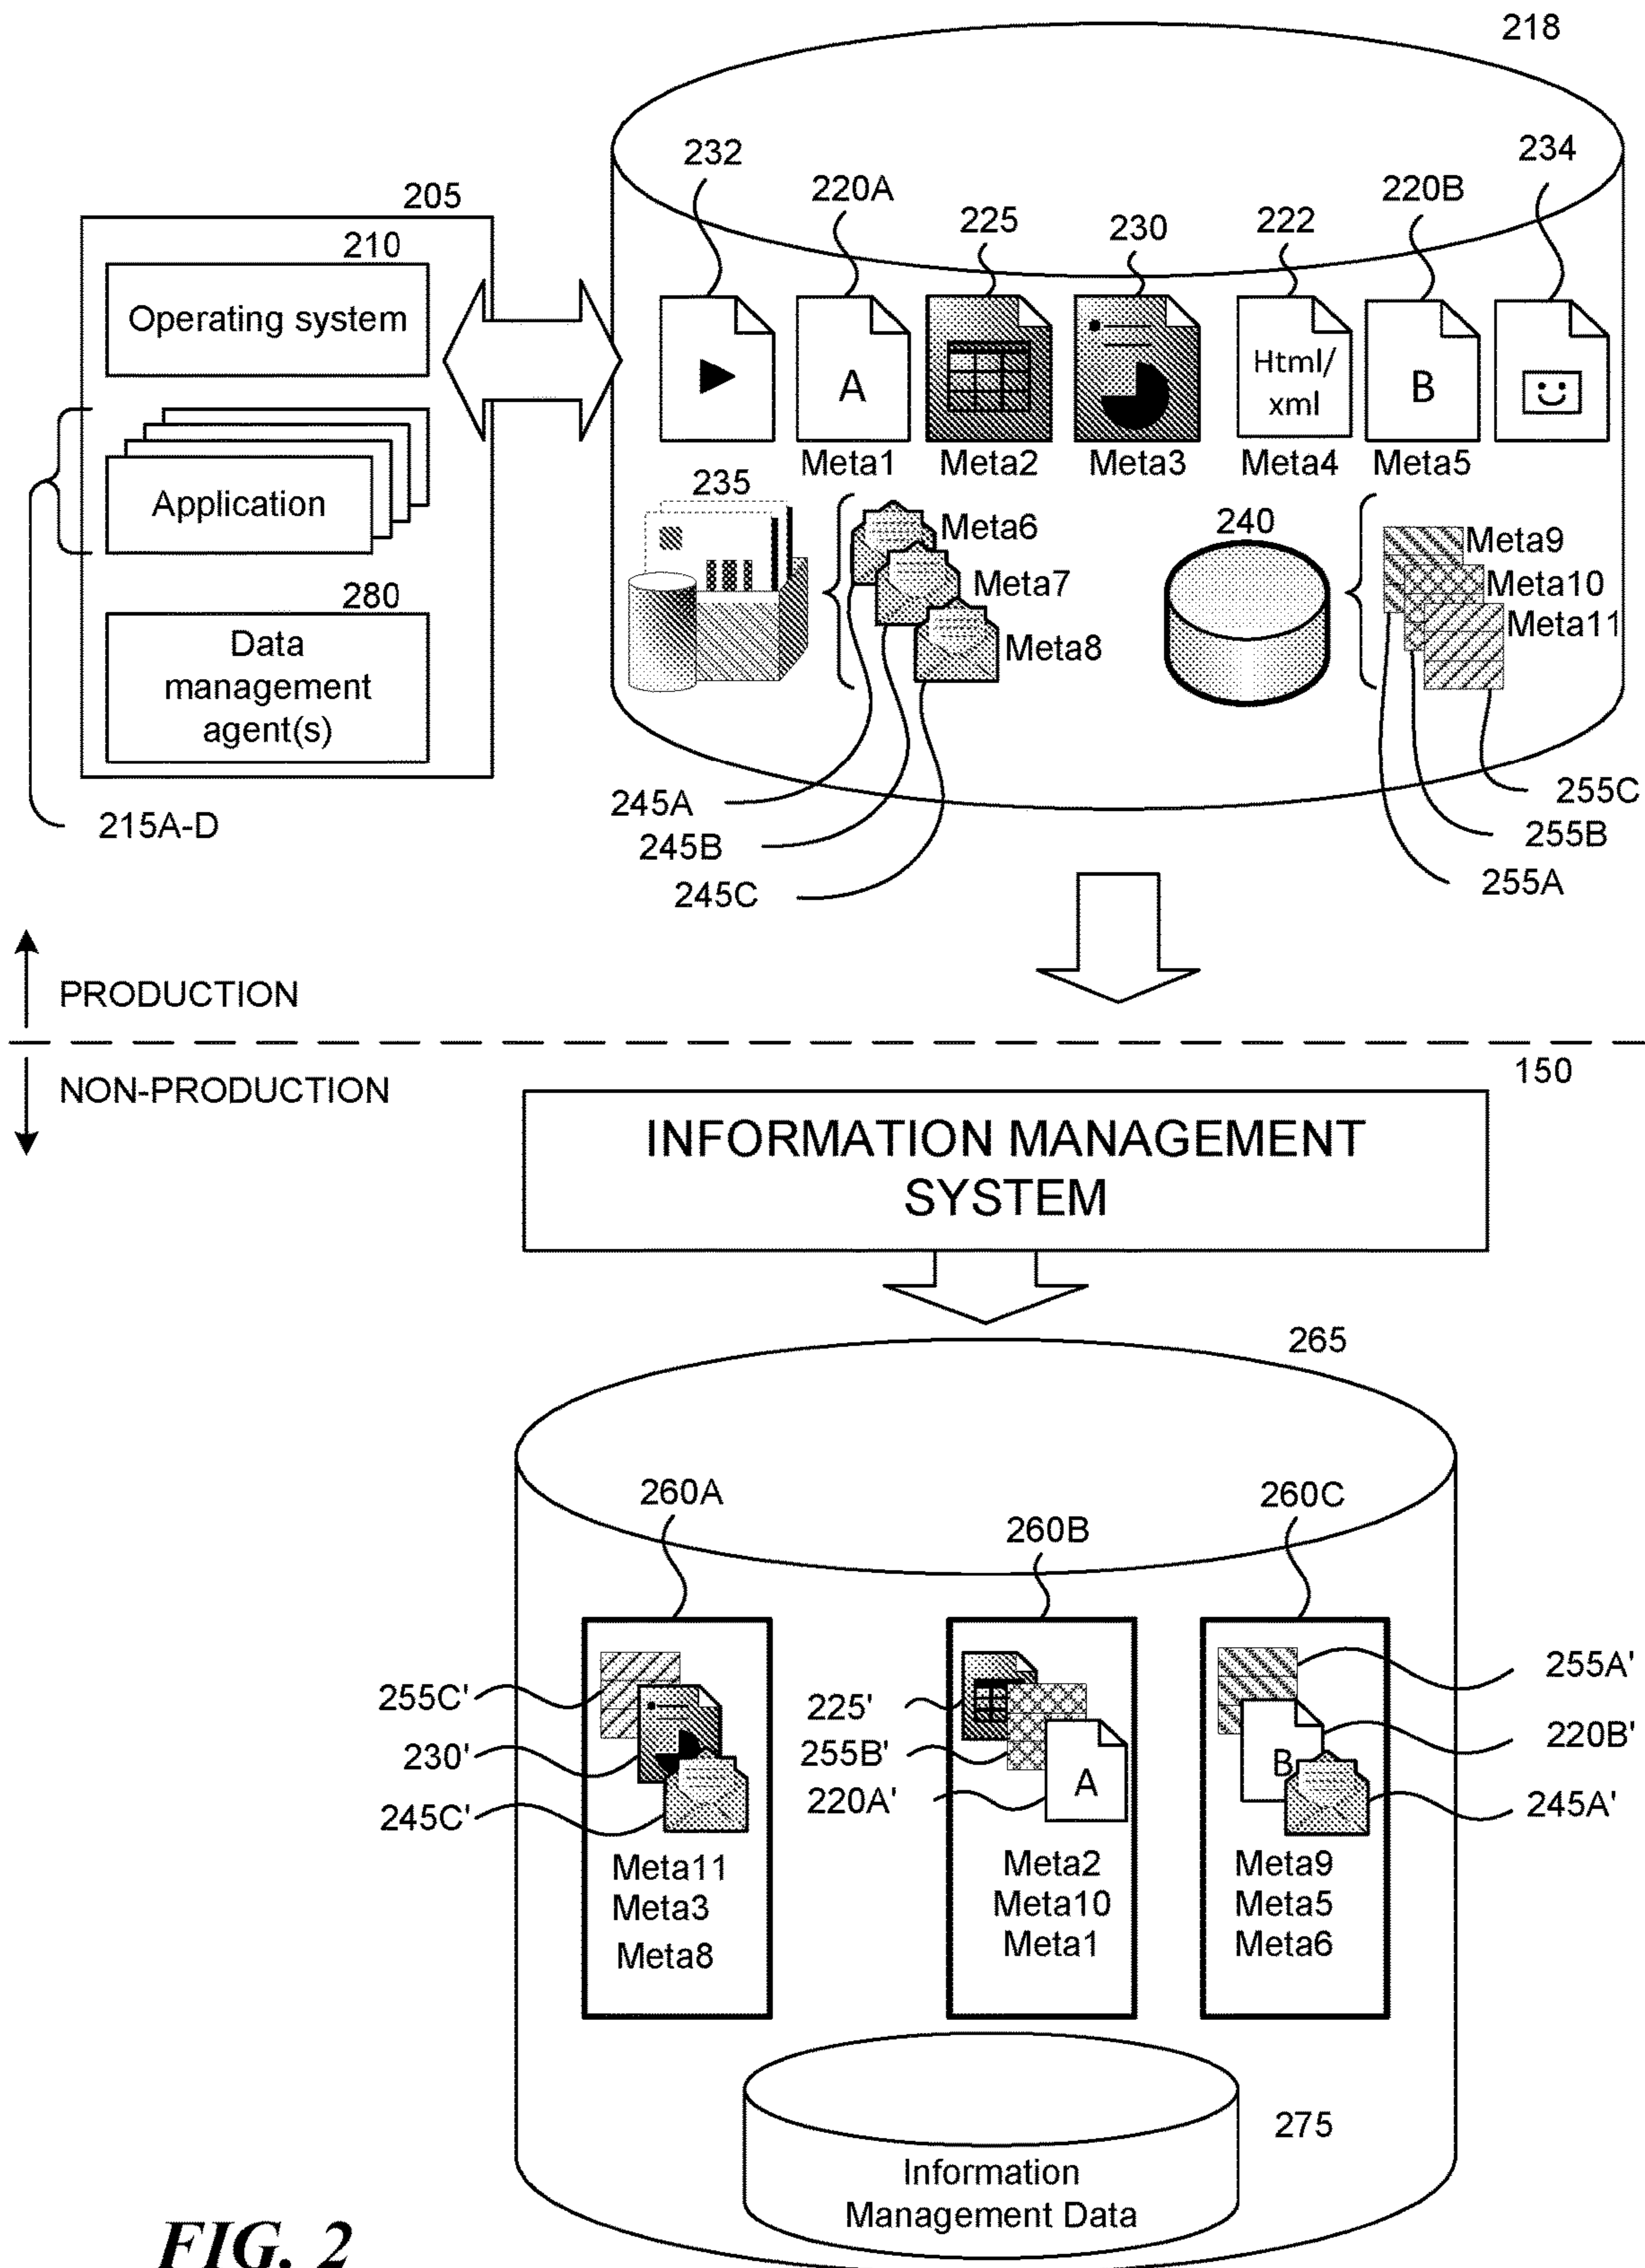 218
232
234
220A
220B
205
225
230
222
210
Operating system
Html/
xml
A
B
Meta1
Meta2
Meta3
Meta4
Meta5
Application
235
240
Meta6
Meta7
Meta8
Meta9
Meta10
Meta11
280
Data
management
agent(s)
215A-D
245A
245B
245C
255C
255B
255A
PRODUCTION
NON-PRODUCTION
150
INFORMATION MANAGEMENT
SYSTEM
265
260A
260B
260C
255C'
230'
245C'
225'
255B'
220A'
255A'
220B'
245A'
A
B
Meta11
Meta3
Meta8
Meta2
Meta10
Meta1
Meta9
Meta5
Meta6
275
Information
Management Data
FIG. 2